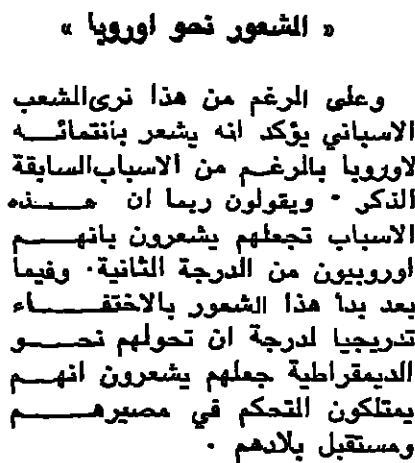 « الشعور نحو اوروبا »
وعلى الرغم من هذا نرى الشعب
الاسباني يؤكد انه يشعر بأنتمائه
لاوروبا بالرغم من الاسباب السابقة
الذكر · ويقولون ربما ان هذه
الاسباب تجعلهم يشعرون بانهم
اوروبيون من الدرجة الثانية · وفيما
بعد بدا هذا الشعور بالاختفاء
تدريجيا لدرجة ان تحولهم نحو
الديمقراطية جعلهم يشعرون انهم
يمتلكون التحكم في مصيرهم
ومستقبل بلادهم ·